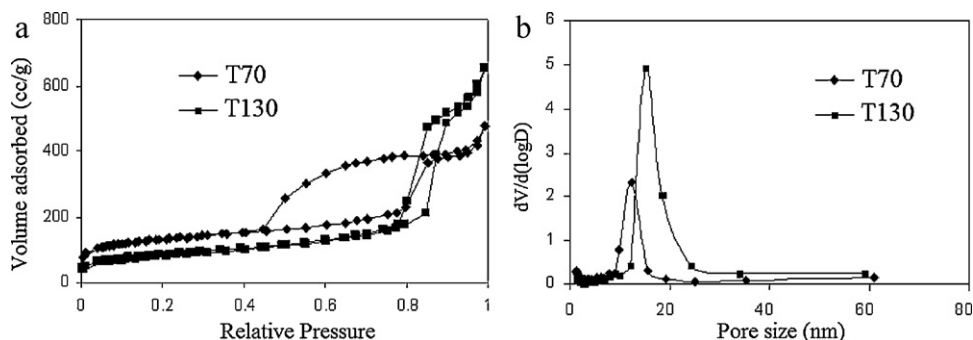 a
800
600
400
200
0
Volume adsorbed (cc/g)
T70
T130
0
0.2
0.4
0.6
0.8
1
Relative Pressure
b
6
5
4
3
2
1
0
dV/d(logD)
T70
T130
0
20
40
60
80
Pore size (nm)